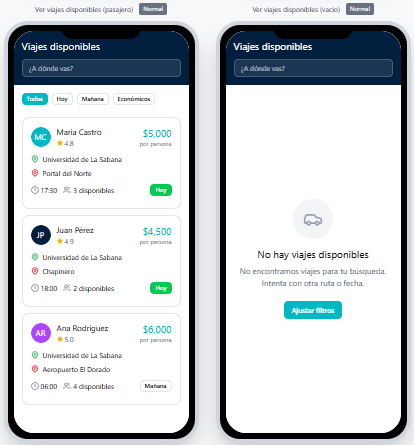 Ver viajes disponibles (pasajero) Normal
Viajes disponibles
¿A dónde vas?
Todos Hoy Mañana Económicos
MC María Castro $5,000
4.8 por persona
Universidad de La Sabana
Portal del Norte
17:30 3 disponibles Hoy
JP Juan Pérez $4,500
4.9 por persona
Universidad de La Sabana
Chapinero
18:00 2 disponibles Hoy
AR Ana Rodríguez $6,000
5.0 por persona
Universidad de La Sabana
Aeropuerto El Dorado
06:00 4 disponibles Mañana
Ver viajes disponibles (vacío) Normal
Viajes disponibles
¿A dónde vas?
No hay viajes disponibles
No encontramos viajes para tu búsqueda.
Intenta con otra ruta o fecha.
Ajustar filtros